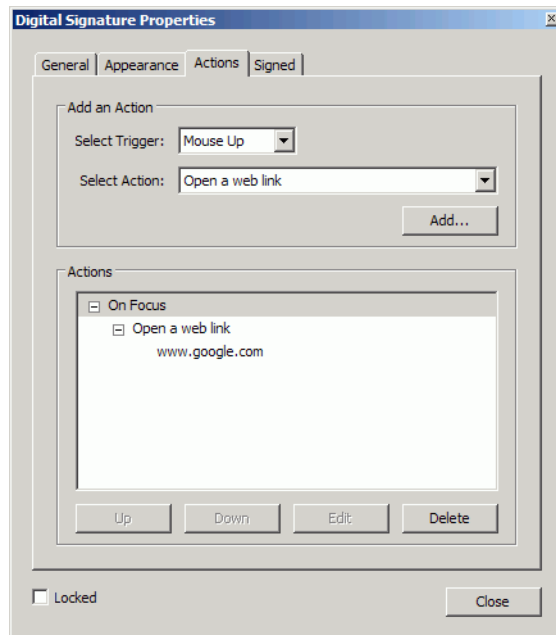 Digital Signature Properties
General Appearance Actions Signed
Add an Action
Select Trigger: Mouse Up
Select Action: Open a web link
Add...
Actions
On Focus
Open a web link
www.google.com
Up Down Edit Delete
Locked
Close